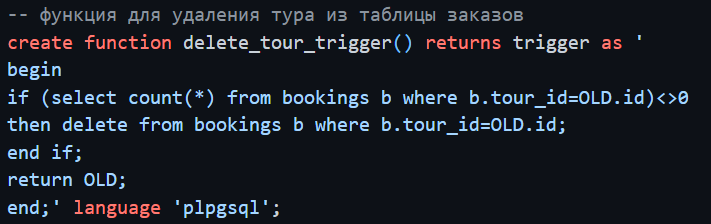 -- функция для удаления тура из таблицы заказов
create function delete_tour_trigger() returns trigger as '
begin
if (select count(*) from bookings b where b.tour_id=OLD.id)<>0
then delete from bookings b where b.tour_id=OLD.id;
end if;
return OLD;
end;' language 'plpgsql';